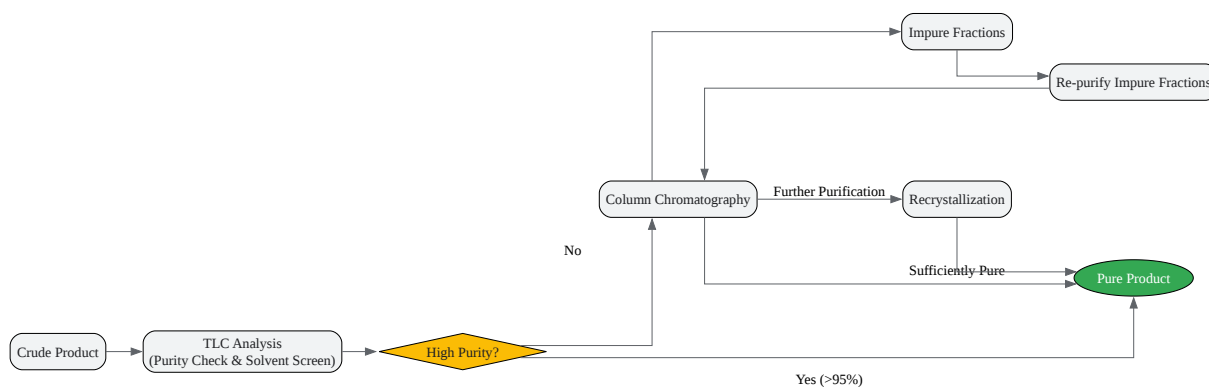 Impure Fractions
Re-purify Impure Fractions
Column Chromatography
Further Purification
Recrystallization
No
Sufficiently Pure
Pure Product
Crude Product
TLC Analysis
(Purity Check & Solvent Screen)
High Purity?
Yes (>95%)